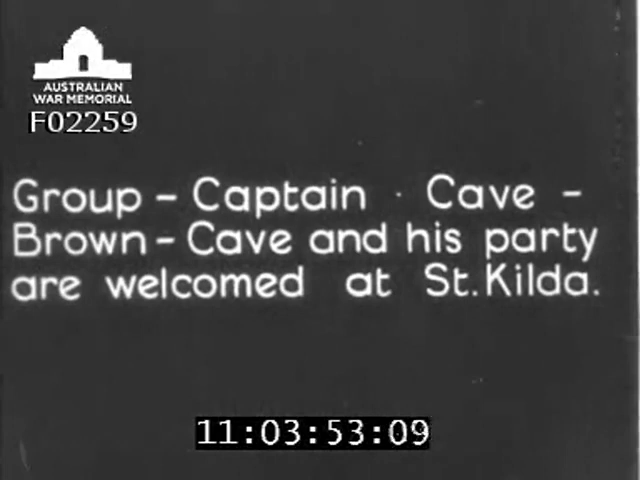 AUSTRALIAN
WAR MEMORIAL
F02259
Group - Captain Cave -
Brown - Cave and his party
are welcomed at St. Kilda.
11:03:53:09